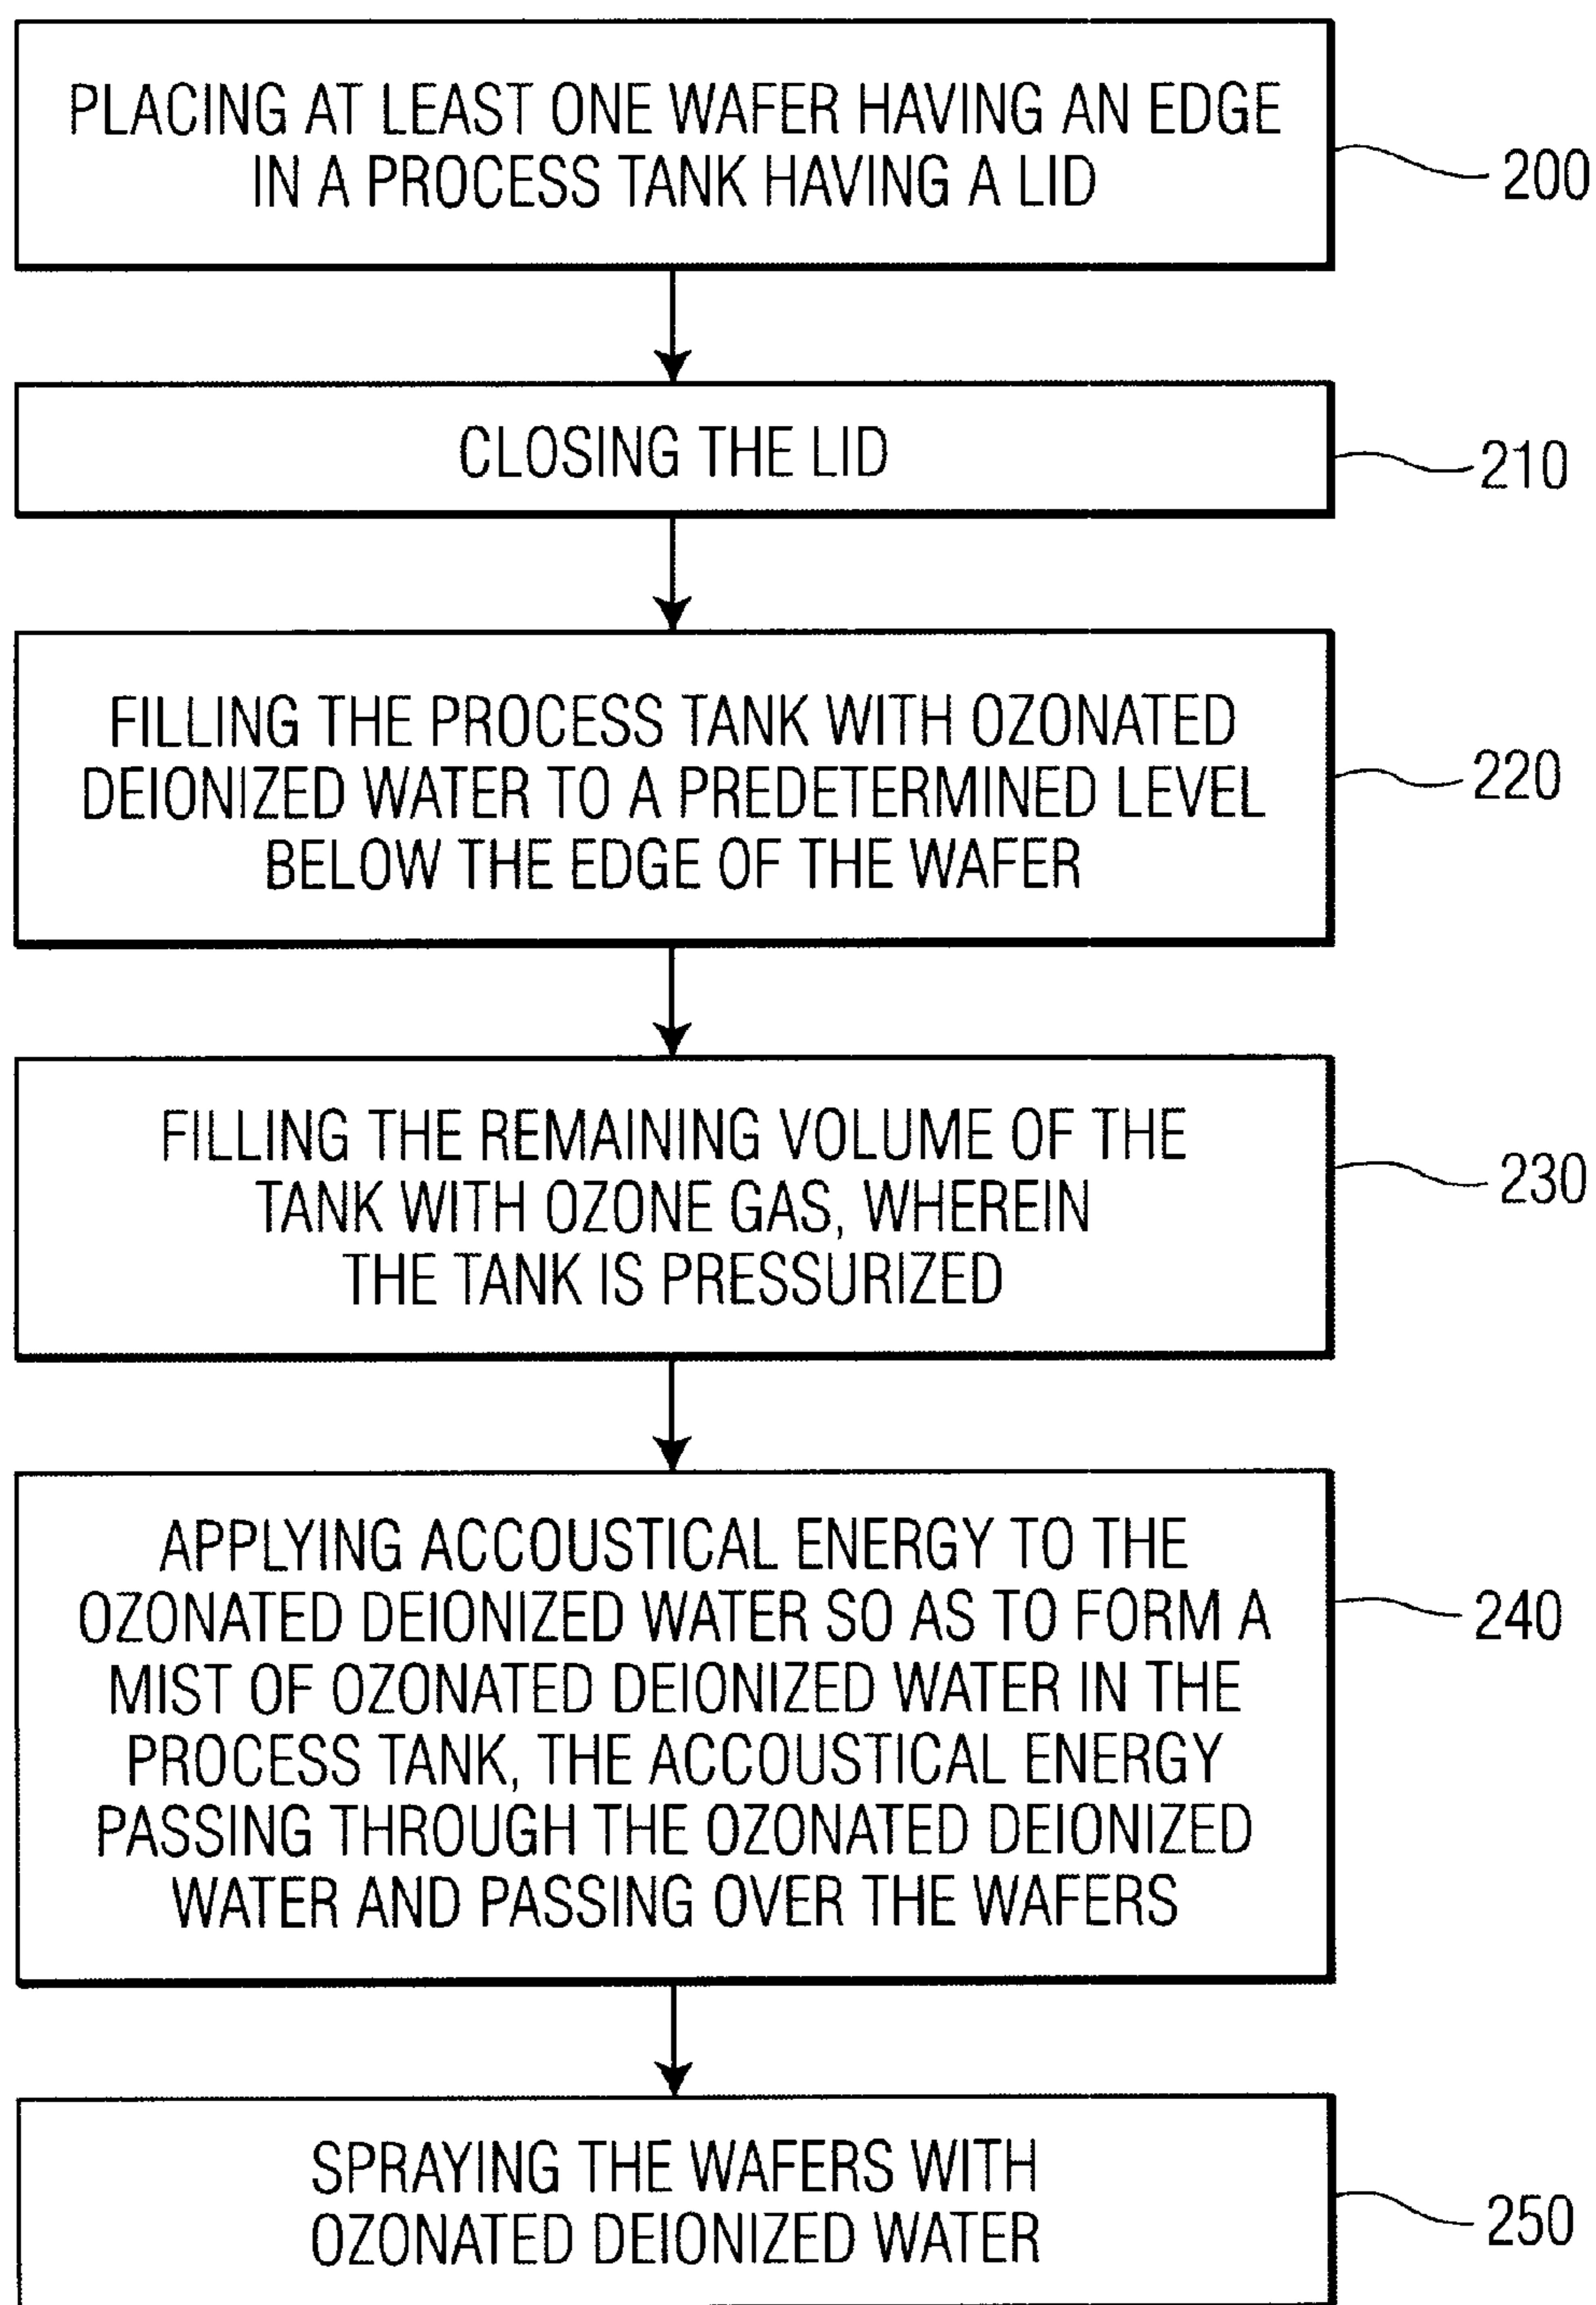 PLACING AT LEAST ONE WAFER HAVING AN EDGE
IN A PROCESS TANK HAVING A LID
200
CLOSING THE LID
210
FILLING THE PROCESS TANK WITH OZONATED
DEIONIZED WATER TO A PREDETERMINED LEVEL
BELOW THE EDGE OF THE WAFER
220
FILLING THE REMAINING VOLUME OF THE
TANK WITH OZONE GAS, WHEREIN
THE TANK IS PRESSURIZED
230
APPLYING ACCOUSTICAL ENERGY TO THE
OZONATED DEIONIZED WATER SO AS TO FORM A
MIST OF OZONATED DEIONIZED WATER IN THE
PROCESS TANK, THE ACCOUSTICAL ENERGY
PASSING THROUGH THE OZONATED DEIONIZED
WATER AND PASSING OVER THE WAFERS
240
SPRAYING THE WAFERS WITH
OZONATED DEIONIZED WATER
250